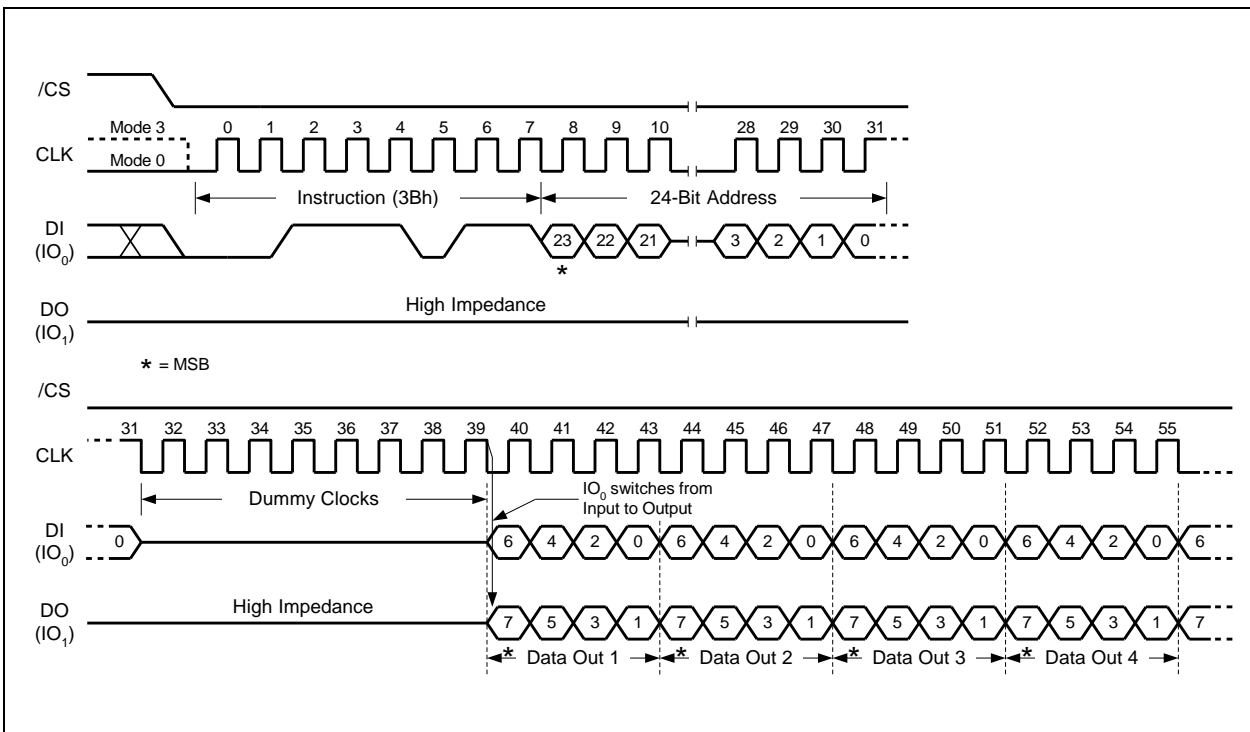 /CS
Mode 3 0 1 2 3 4 5 6 7 8 9 10 28 29 30 31
CLK
Mode 0
Instruction (3Bh) 24-Bit Address
DI
(IO0)
23 22 21 3 2 1 0
*
High Impedance
DO
(IO1)
* = MSB
/CS
31 32 33 34 35 36 37 38 39 40 41 42 43 44 45 46 47 48 49 50 51 52 53 54 55
CLK
Dummy Clocks
IO0 switches from
Input to Output
DI
(IO0)
0 6 4 2 0 6 4 2 0 6 4 2 0 6 4 2 0 6
High Impedance
DO
(IO1)
7 5 3 1 7 5 3 1 7 5 3 1 7 5 3 1 7
* Data Out 1 * Data Out 2 * Data Out 3 * Data Out 4